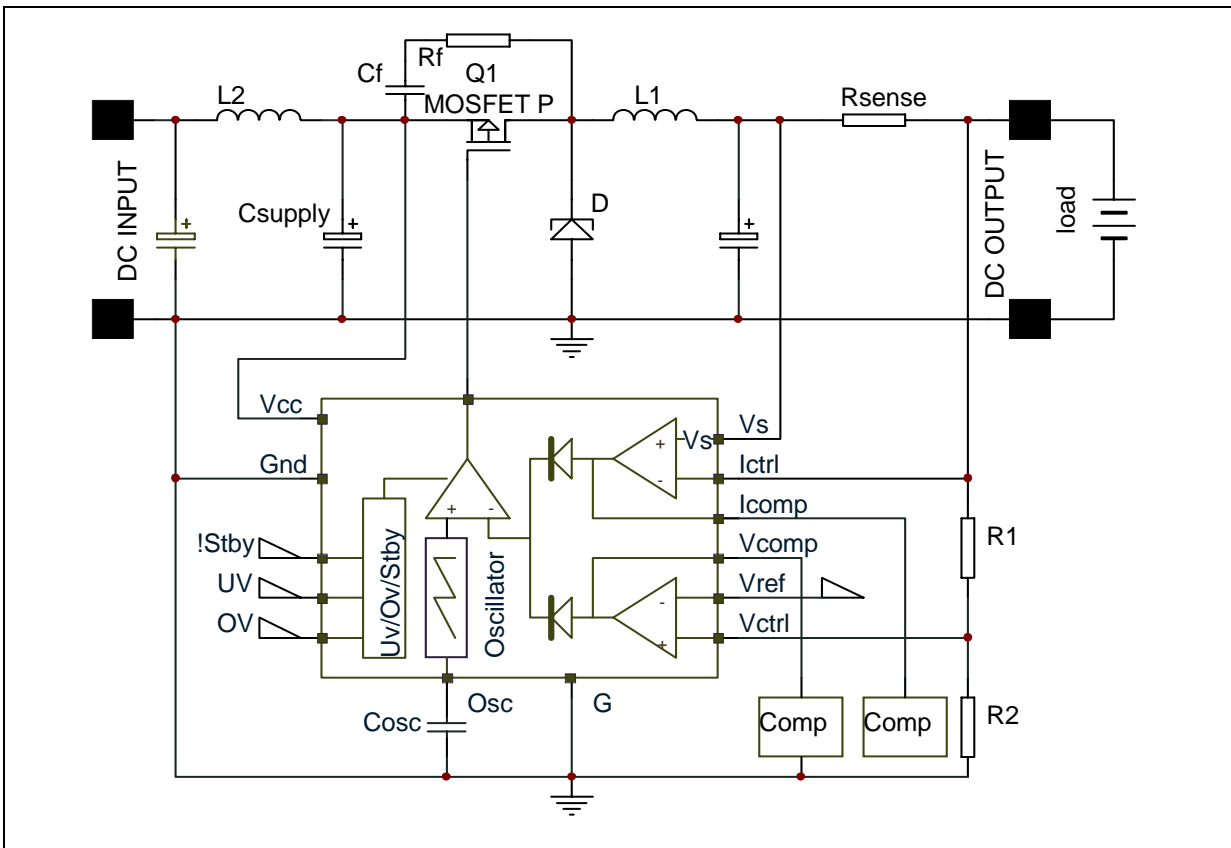 Rf
Cf
Q1
L2
MOSFET P
L1
Rsense
DC INPUT
Csupply
+
+
D
+
DC OUTPUT
load
Vcc
Vs
Vs
+
-
Gnd
Ictrl
Icomp
!Stby
UV
OV
Uv/Ov/Stby
+
-
Oscillator
Vcomp
Vref
Vctrl
-
+
R1
Osc
G
Cosc
Comp
Comp
R2